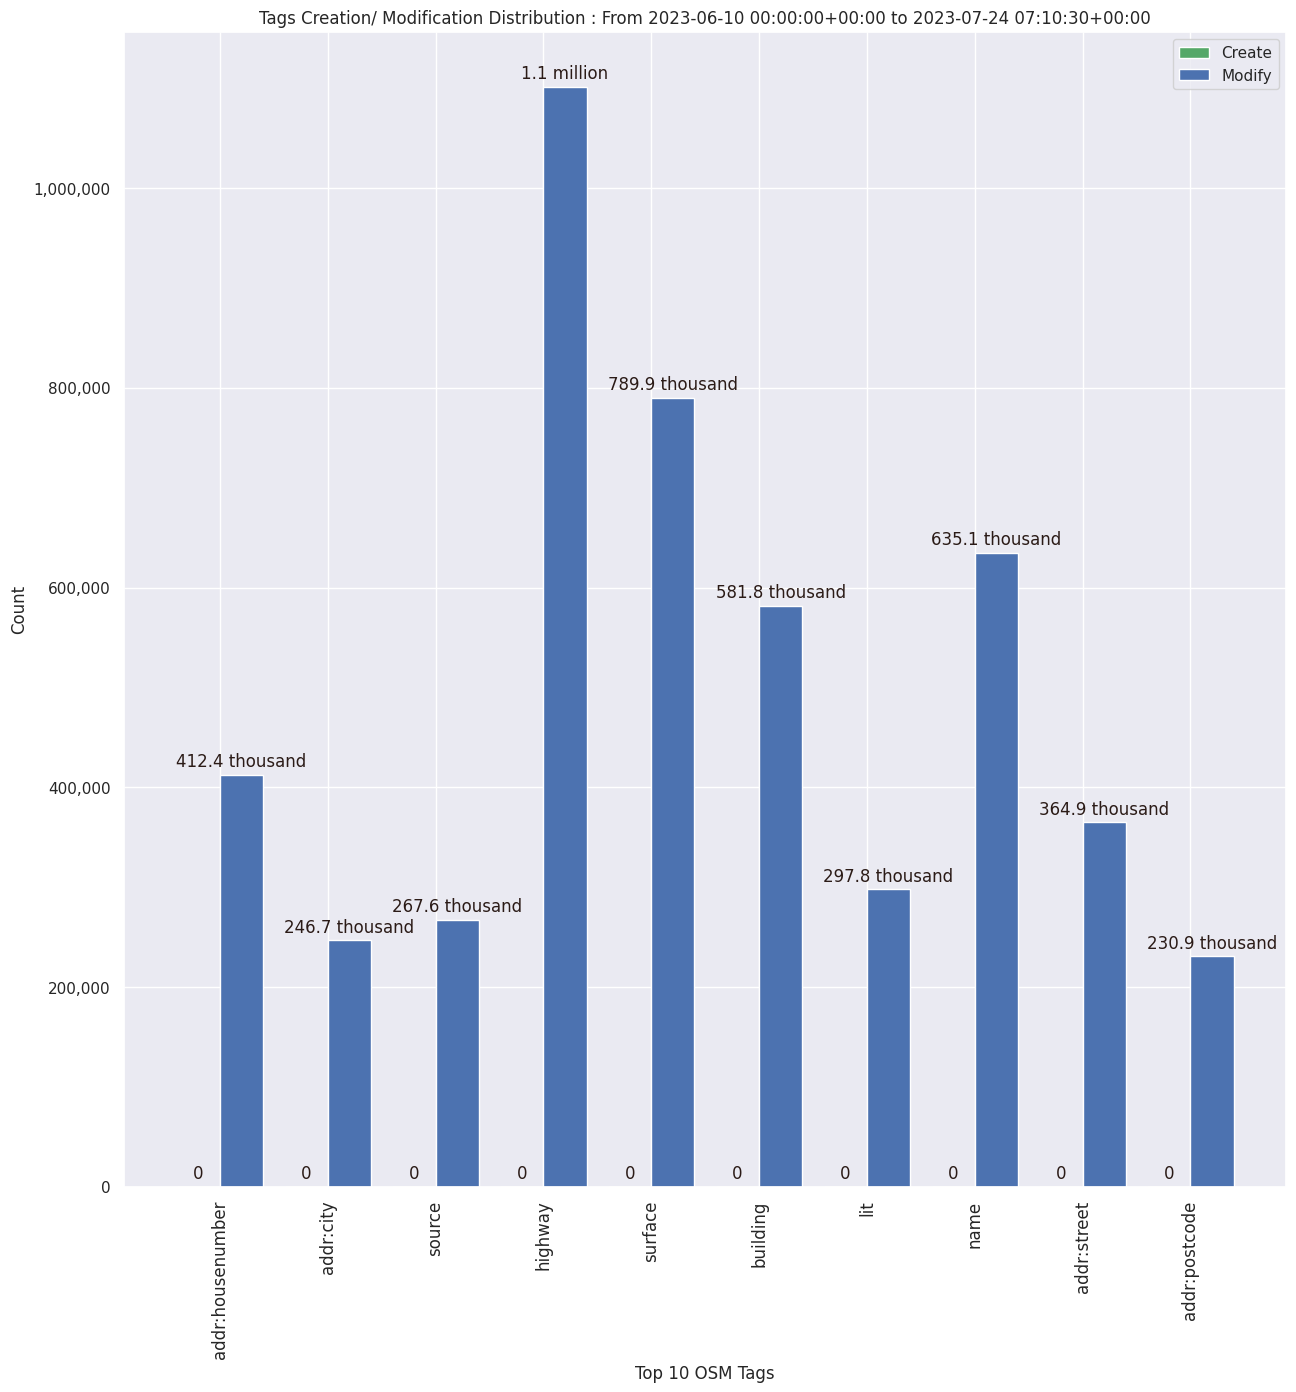 Tags Creation/ Modification Distribution : From 2023-06-10 00:00:00+00:00 to 2023-07-24 07:10:30+00:00
Create
Modify
1.1 million
789.9 thousand
635.1 thousand
581.8 thousand
412.4 thousand
364.9 thousand
297.8 thousand
267.6 thousand
246.7 thousand
230.9 thousand
0
0
0
0
0
0
0
0
0
0
1,000,000
800,000
600,000
400,000
200,000
0
Count
addr:housenumber
addr:city
source
highway
surface
building
lit
name
addr:street
addr:postcode
Top 10 OSM Tags